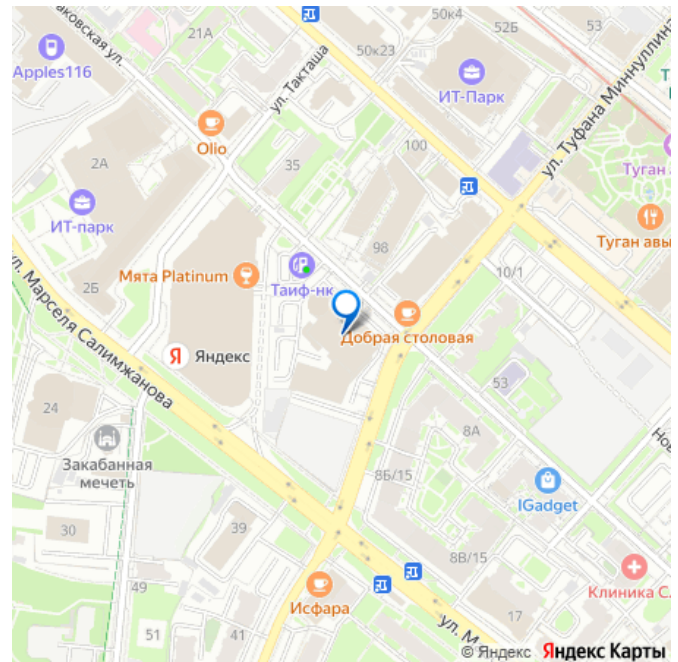 50к4
52Б
53
21А
аковская ул.
Apples116
50к23
ИТ-Парк
ул. Такташа
ул. Туфана Миннуллина
Olio
100
35
2А
Туган
ИТ-парк
98
Туган авы
10/1
2Б
Мята Platinum
Таиф-нк
Добрая столовая
ул. Марселя Салимжанова
Я Яндекс
53
24
8А
Закабанная
мечеть
Но
8Б/15
IGadget
30
39
8В/15
Клиника С
49
Исфара
17
51
41
ул. М
© Яндекс Яндекс Карты